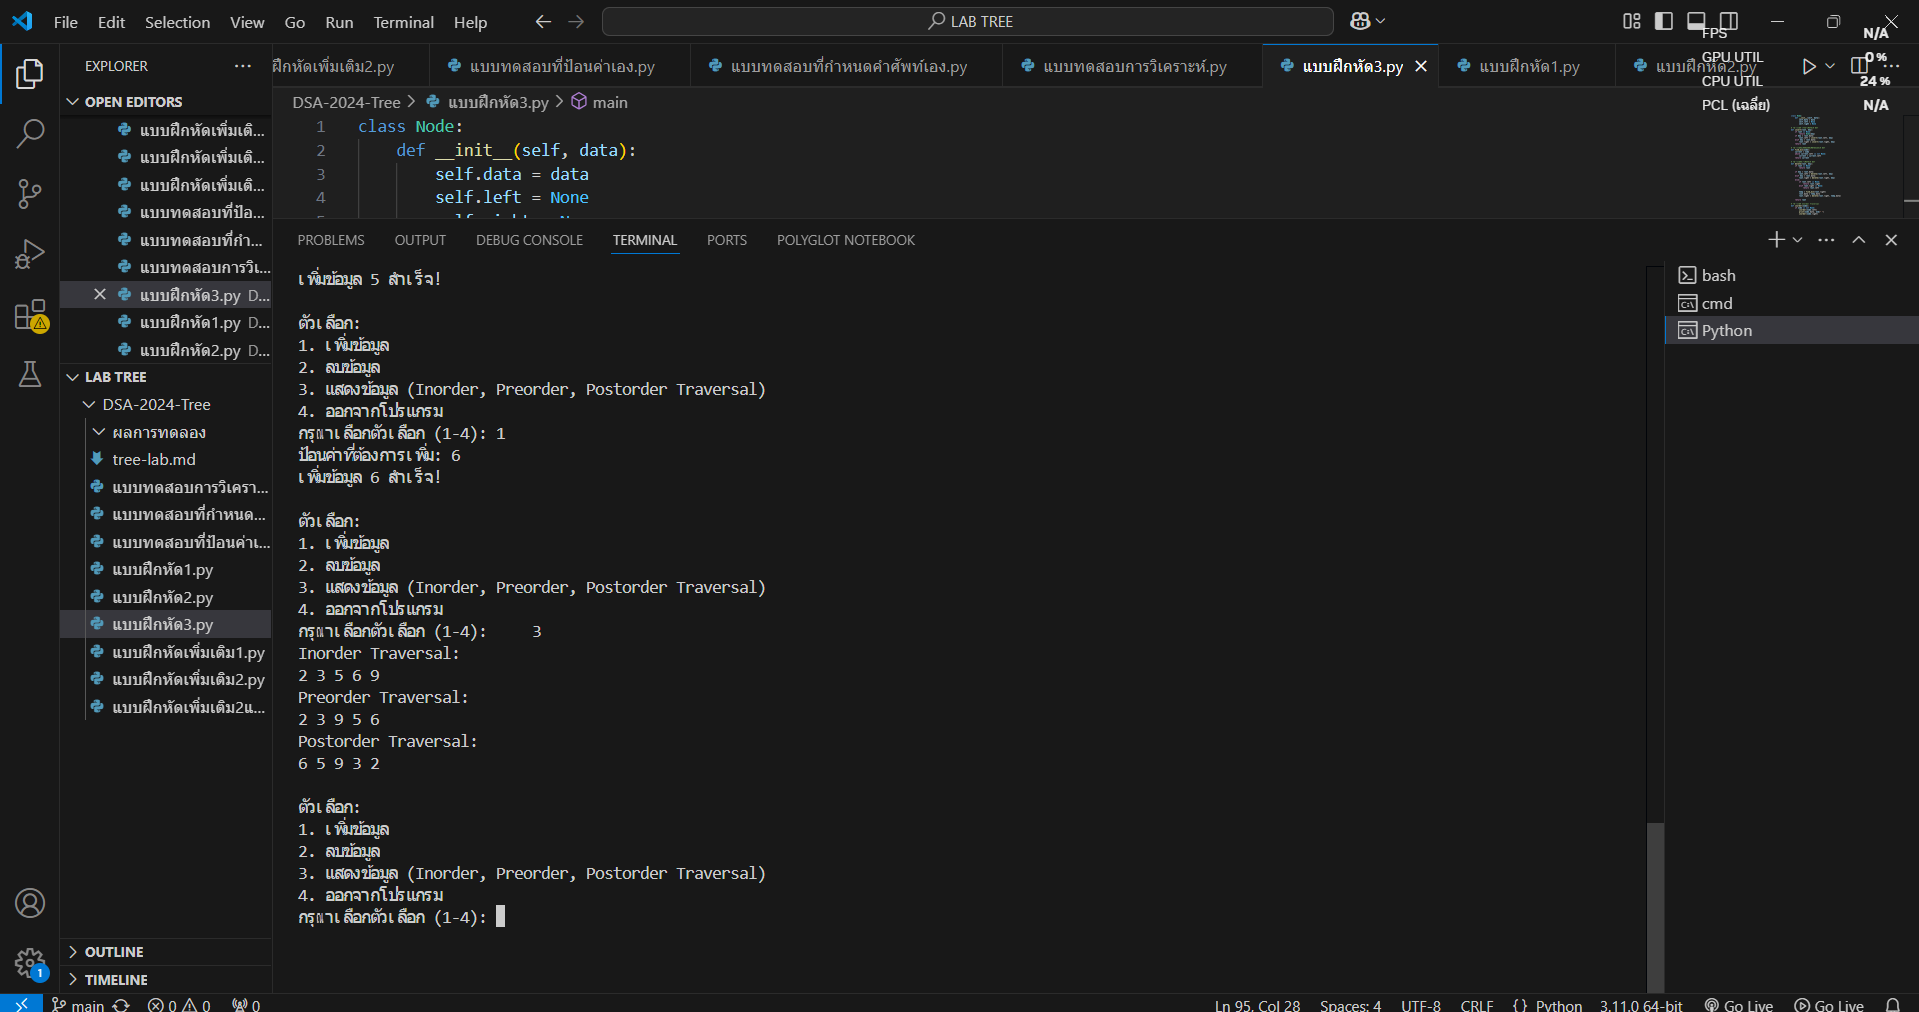 File Edit Selection View Go Run Terminal Help
LAB TREE
FPS N/A
GPU UTIL 0 %
CPU UTIL 24 %
PCL (เฉลี่ย) N/A
EXPLORER
OPEN EDITORS
แบบฝึกหัดเพิ่มเติ...
แบบฝึกหัดเพิ่มเติ...
แบบฝึกหัดเพิ่มเติ...
แบบทดสอบที่ป้อ...
แบบทดสอบที่กำ...
แบบทดสอบการวิเ...
แบบฝึกหัด3.py D...
แบบฝึกหัด1.py D...
แบบฝึกหัด2.py D...
LAB TREE
DSA-2024-Tree
ผลการทดลอง
tree-lab.md
แบบทดสอบการวิเครา...
แบบทดสอบที่กำหนด...
แบบทดสอบที่ป้อนค่าเ...
แบบฝึกหัด1.py
แบบฝึกหัด2.py
แบบฝึกหัด3.py
แบบฝึกหัดเพิ่มเติม1.py
แบบฝึกหัดเพิ่มเติม2.py
แบบฝึกหัดเพิ่มเติม2แ...
OUTLINE
TIMELINE
ฝึกหัดเพิ่มเติม2.py แบบทดสอบที่ป้อนค่าเอง.py แบบทดสอบที่กำหนดคำศัพท์เอง.py แบบทดสอบการวิเคราะห์.py แบบฝึกหัด3.py แบบฝึกหัด1.py แบบฝึกหัด2.py
DSA-2024-Tree > แบบฝึกหัด3.py > main
1 class Node:
2 def __init__(self, data):
3 self.data = data
4 self.left = None
PROBLEMS OUTPUT DEBUG CONSOLE TERMINAL PORTS POLYGLOT NOTEBOOK
bash
cmd
Python
เพิ่มข้อมูล 5 สำเร็จ!
ตัวเลือก:
1. เพิ่มข้อมูล
2. ลบข้อมูล
3. แสดงข้อมูล (Inorder, Preorder, Postorder Traversal)
4. ออกจากโปรแกรม
กรุณาเลือกตัวเลือก (1-4): 1
ป้อนค่าที่ต้องการเพิ่ม: 6
เพิ่มข้อมูล 6 สำเร็จ!
ตัวเลือก:
1. เพิ่มข้อมูล
2. ลบข้อมูล
3. แสดงข้อมูล (Inorder, Preorder, Postorder Traversal)
4. ออกจากโปรแกรม
กรุณาเลือกตัวเลือก (1-4): 3
Inorder Traversal:
2 3 5 6 9
Preorder Traversal:
2 3 9 5 6
Postorder Traversal:
6 5 9 3 2
ตัวเลือก:
1. เพิ่มข้อมูล
2. ลบข้อมูล
3. แสดงข้อมูล (Inorder, Preorder, Postorder Traversal)
4. ออกจากโปรแกรม
กรุณาเลือกตัวเลือก (1-4):
1
main 0 0 0 Ln 95, Col 28 Spaces: 4 UTF-8 CRLF {} Python 3.11.0 64-bit Go Live Go Live